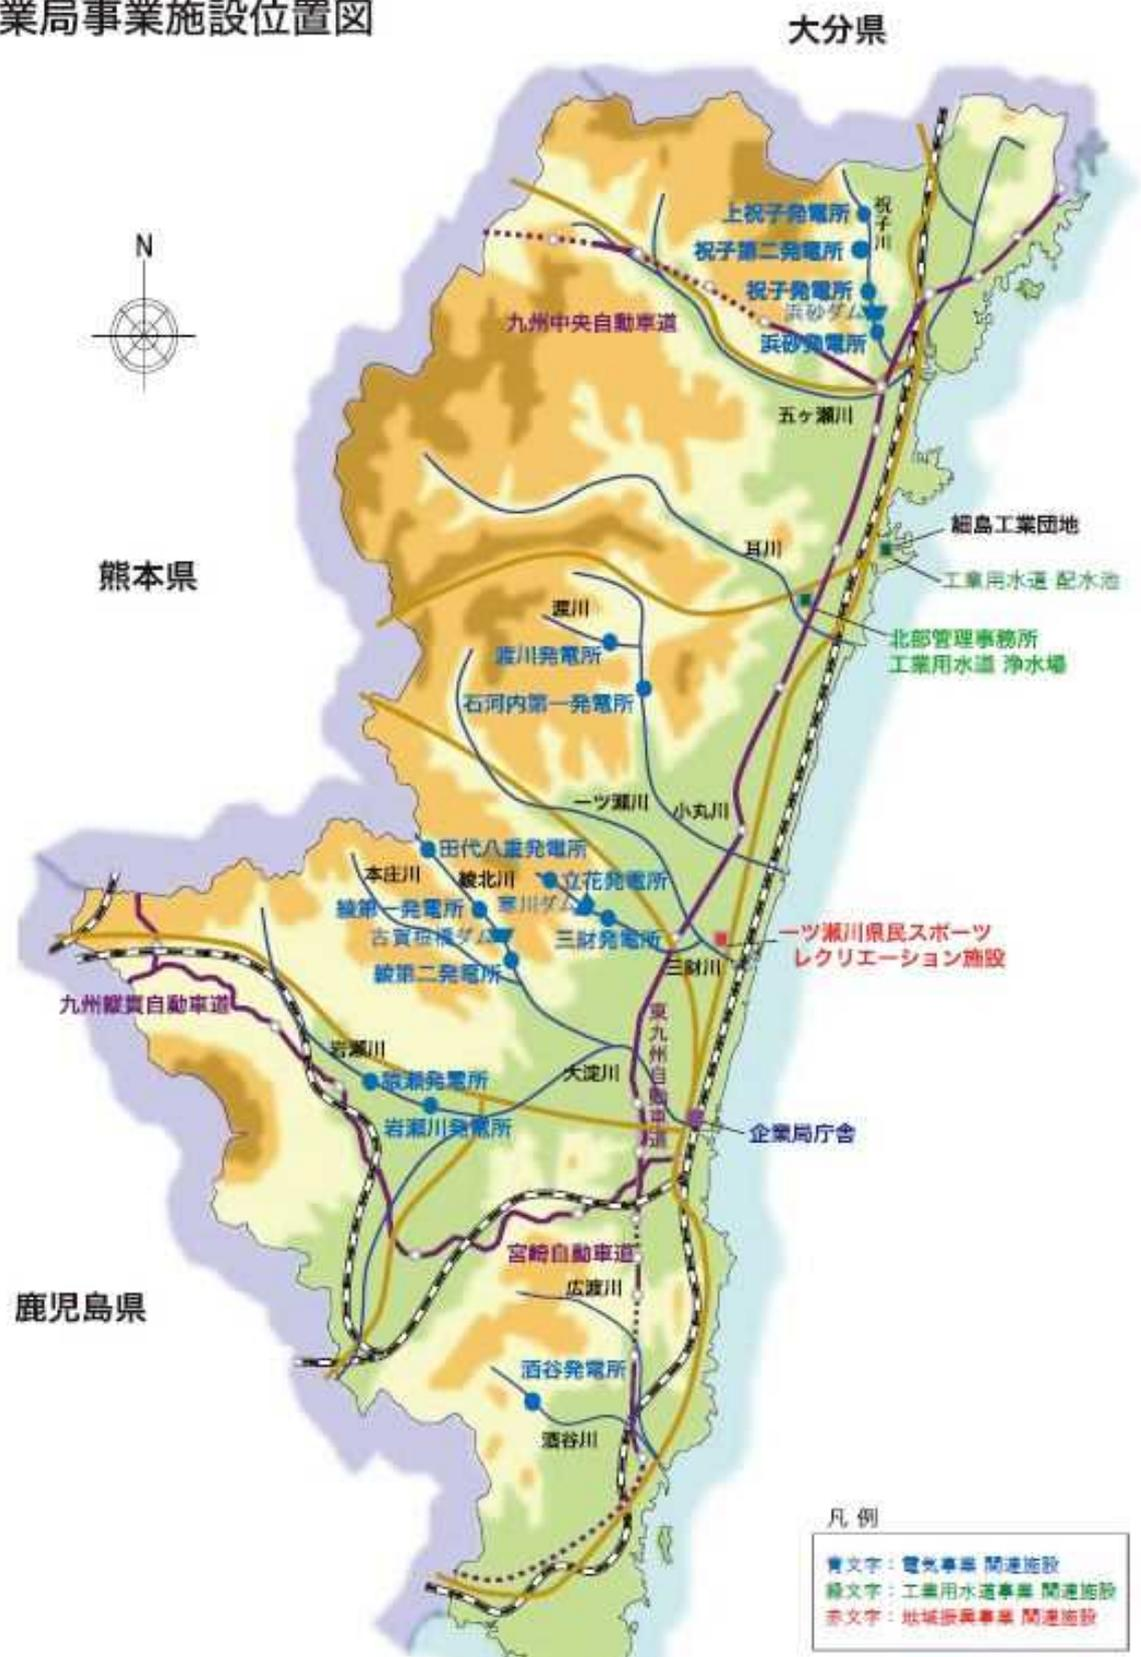 業局事業施設位置図
大分県
N
上祝子発電所
祝子川
祝子第二発電所
祝子発電所
浜砂ダム
浜砂発電所
九州中央自動車道
五ヶ瀬川
細島工業団地
耳川
熊本県
工業用水道 配水池
渡川
北部管理事務所
工業用水道 浄水場
渡川発電所
石河内第一発電所
一ツ瀬川
小丸川
田代八重発電所
本庄川
綾北川
立花発電所
寒川ダム
綾第一発電所
古賀根橋ダム
三財発電所
一ツ瀬川県民スポーツ
レクリエーション施設
綾第二発電所
三財川
九州縦貫自動車道
東九州自動車道
岩瀬川
大淀川
猿瀬発電所
岩瀬川発電所
企業局庁舎
宮崎自動車道
広渡川
鹿児島県
酒谷発電所
酒谷川
凡 例
青文字：電気事業 関連施設
緑文字：工業用水道事業 関連施設
赤文字：地域振興事業 関連施設